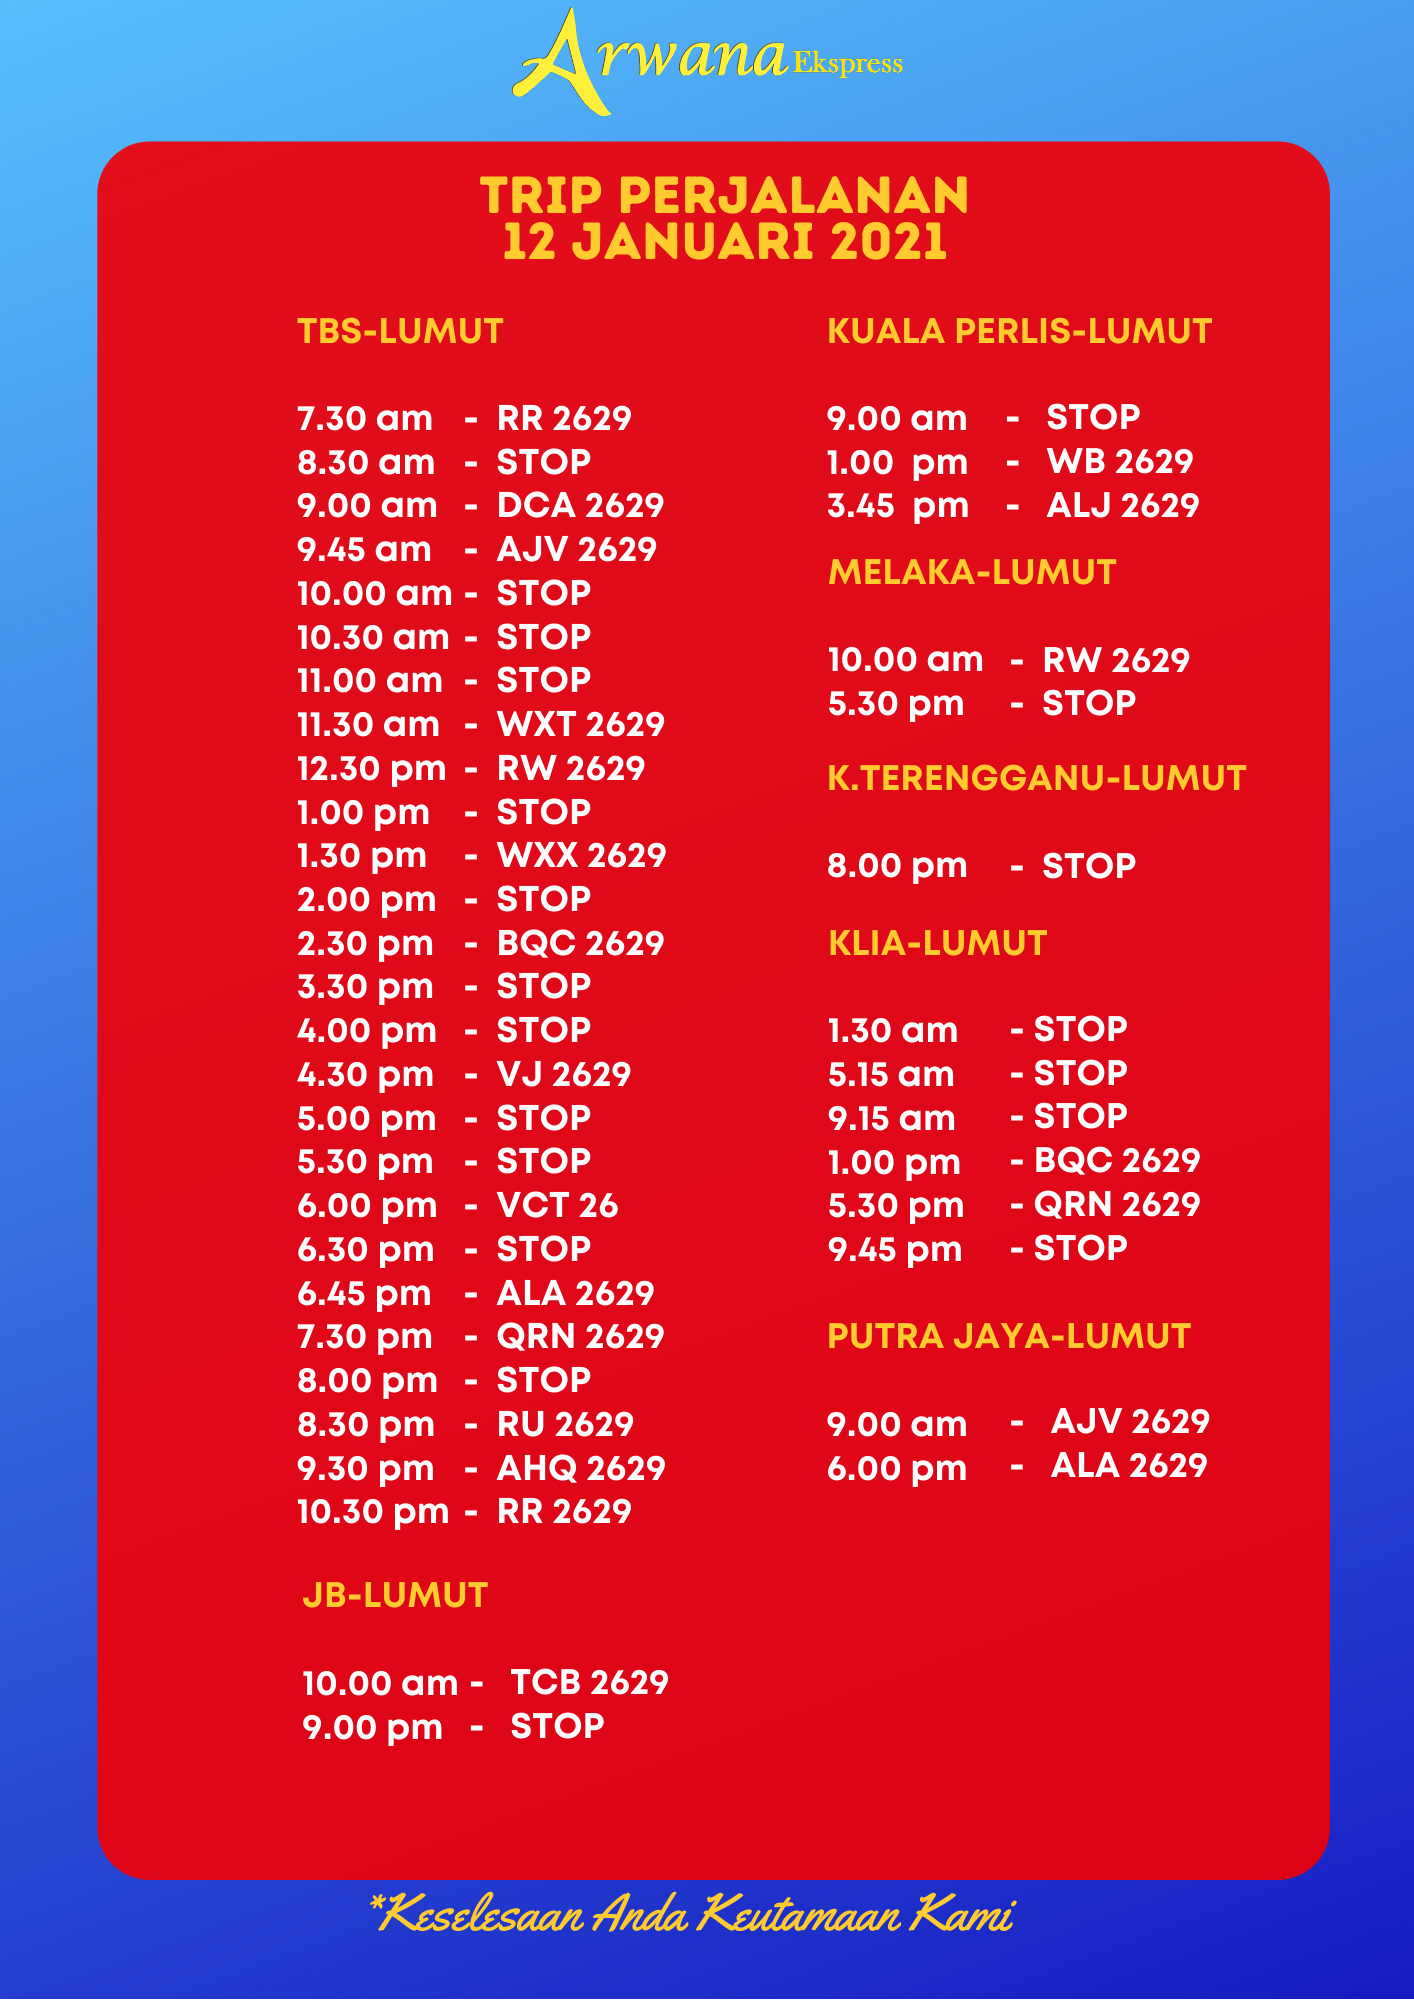 Arwana Ekspress
TRIP PERJALANAN
12 JANUARI 2021
TBS-LUMUT
7.30 am - RR 2629
8.30 am - STOP
9.00 am - DCA 2629
9.45 am - AJV 2629
10.00 am - STOP
10.30 am - STOP
11.00 am - STOP
11.30 am - WXT 2629
12.30 pm - RW 2629
1.00 pm - STOP
1.30 pm - WXX 2629
2.00 pm - STOP
2.30 pm - BQC 2629
3.30 pm - STOP
4.00 pm - STOP
4.30 pm - VJ 2629
5.00 pm - STOP
5.30 pm - STOP
6.00 pm - VCT 26
6.30 pm - STOP
6.45 pm - ALA 2629
7.30 pm - QRN 2629
8.00 pm - STOP
8.30 pm - RU 2629
9.30 pm - AHQ 2629
10.30 pm - RR 2629
JB-LUMUT
10.00 am - TCB 2629
9.00 pm - STOP
KUALA PERLIS-LUMUT
9.00 am - STOP
1.00 pm - WB 2629
3.45 pm - ALJ 2629
MELAKA-LUMUT
10.00 am - RW 2629
5.30 pm - STOP
K.TERENGGANU-LUMUT
8.00 pm - STOP
KLIA-LUMUT
1.30 am - STOP
5.15 am - STOP
9.15 am - STOP
1.00 pm - BQC 2629
5.30 pm - QRN 2629
9.45 pm - STOP
PUTRA JAYA-LUMUT
9.00 am - AJV 2629
6.00 pm - ALA 2629
*Keselesaan Anda Keutamaan Kami